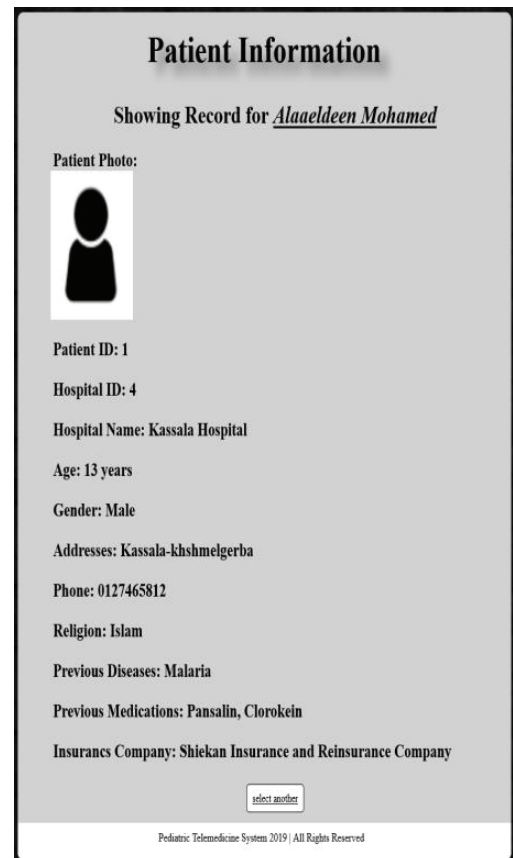 Patient Information
Showing Record for Alaaeldeen Mohamed
Patient Photo:
Patient ID: 1
Hospital ID: 4
Hospital Name: Kassala Hospital
Age: 13 years
Gender: Male
Addresses: Kassala-khshmelgerba
Phone: 0127465812
Religion: Islam
Previous Diseases: Malaria
Previous Medications: Pansalin, Clorokein
Insurancs Company: Shiekan Insurance and Reinsurance Company
select another
Pediatric Telemedicine System 2019 | All Rights Reserved